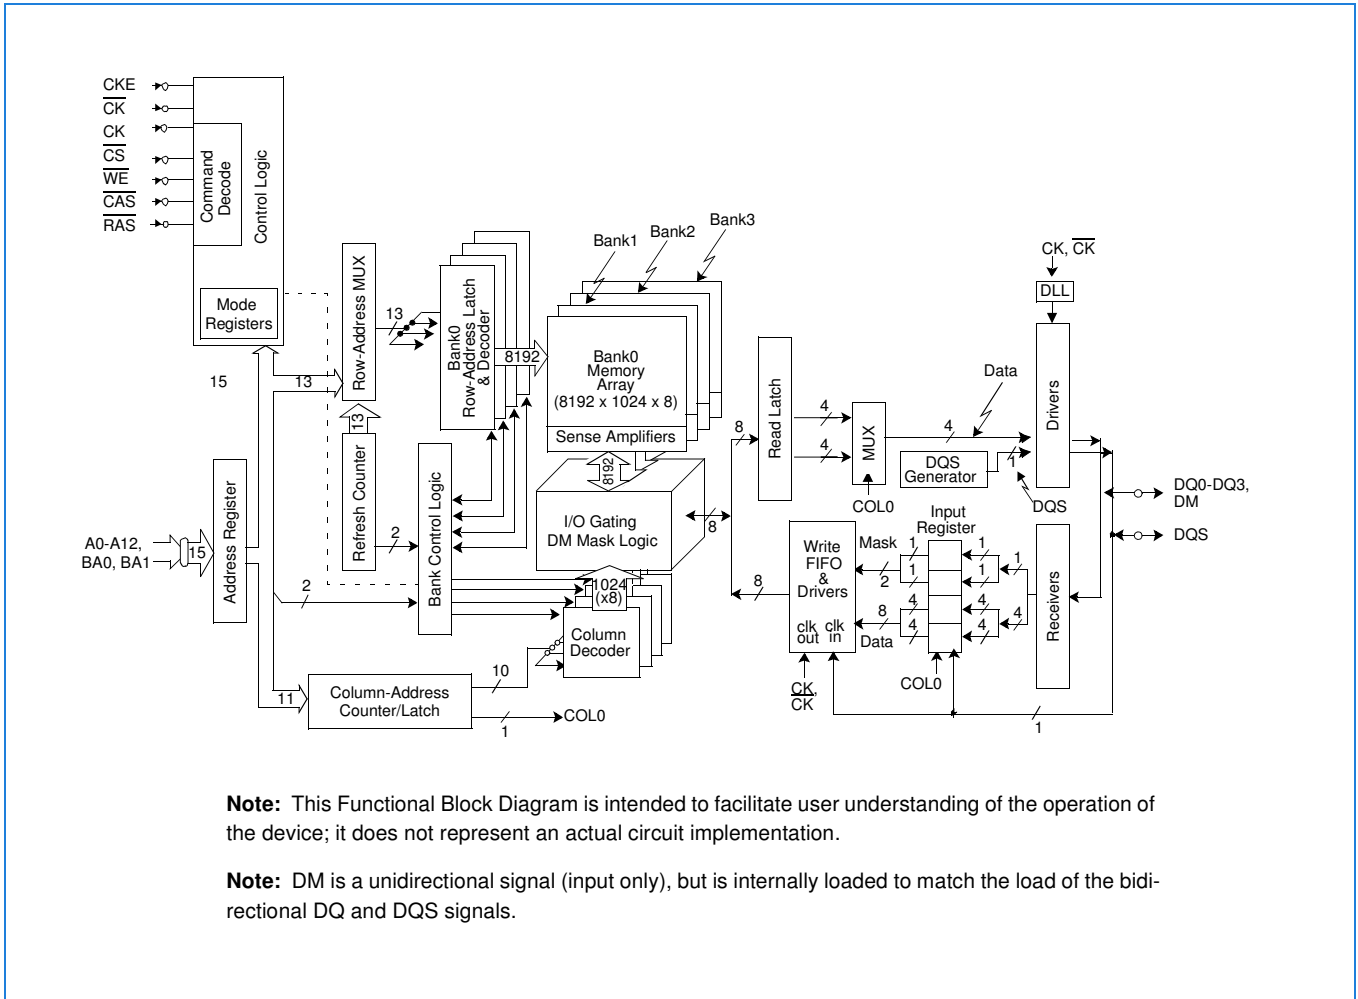 CKE
CK
CK
CS
WE
CAS
RAS
Command
Decode
Control Logic
Mode
Registers
15
13
Row-Address MUX
13
Refresh Counter
13
Bank0
Row-Address Latch
& Decoder
8192
Bank1
Bank2
Bank3
Bank0
Memory
Array
(8192 x 1024 x 8)
Sense Amplifiers
8192
I/O Gating
DM Mask Logic
8
A0-A12,
BA0, BA1
15
Address Register
2
2
Bank Control Logic
1024
(x8)
Column
Decoder
11
Column-Address
Counter/Latch
10
1
COL0
8
Read Latch
4
4
MUX
COL0
4
Data
DQS
Generator
1
DQS
CK, CK
DLL
Drivers
DQ0-DQ3,
DM
DQS
Input
Register
8
Write
FIFO
&
Drivers
clk
out
clk
in
CK,
CK
Mask
2
8
Data
1
1
4
4
1
1
4
4
1
4
COL0
Receivers
1
Note: This Functional Block Diagram is intended to facilitate user understanding of the operation of
the device; it does not represent an actual circuit implementation.
Note: DM is a unidirectional signal (input only), but is internally loaded to match the load of the bidi-
rectional DQ and DQS signals.